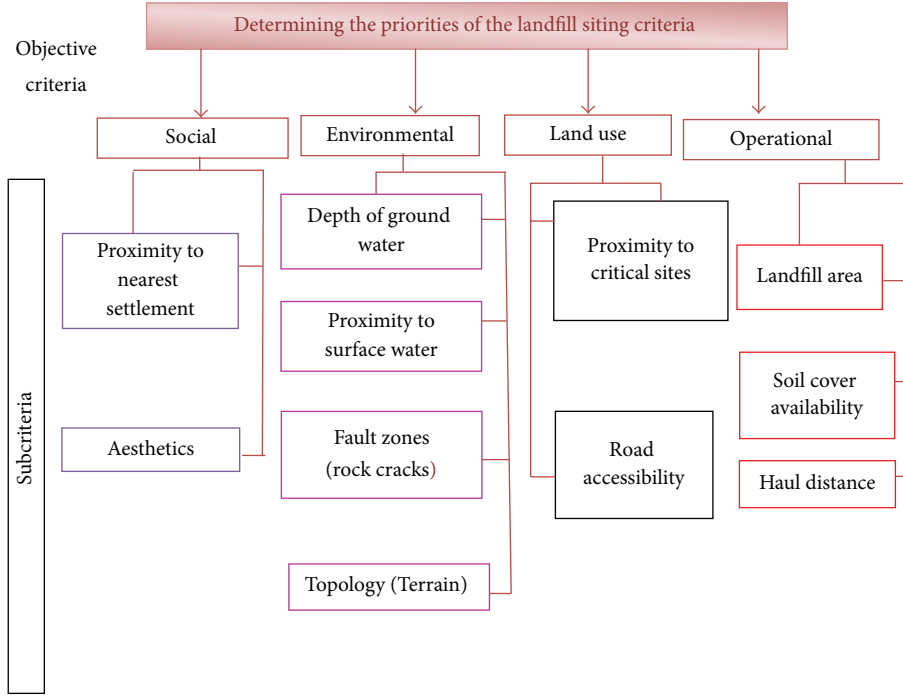 Determining the priorities of the landfill siting criteria
Objective
criteria
Social
Environmental
Land use
Operational
Subcriteria
Proximity to
nearest
settlement
Aesthetics
Depth of ground
water
Proximity to
surface water
Fault zones
(rock cracks)
Topology (Terrain)
Proximity to
critical sites
Road
accessibility
Landfill area
Soil cover
availability
Haul distance